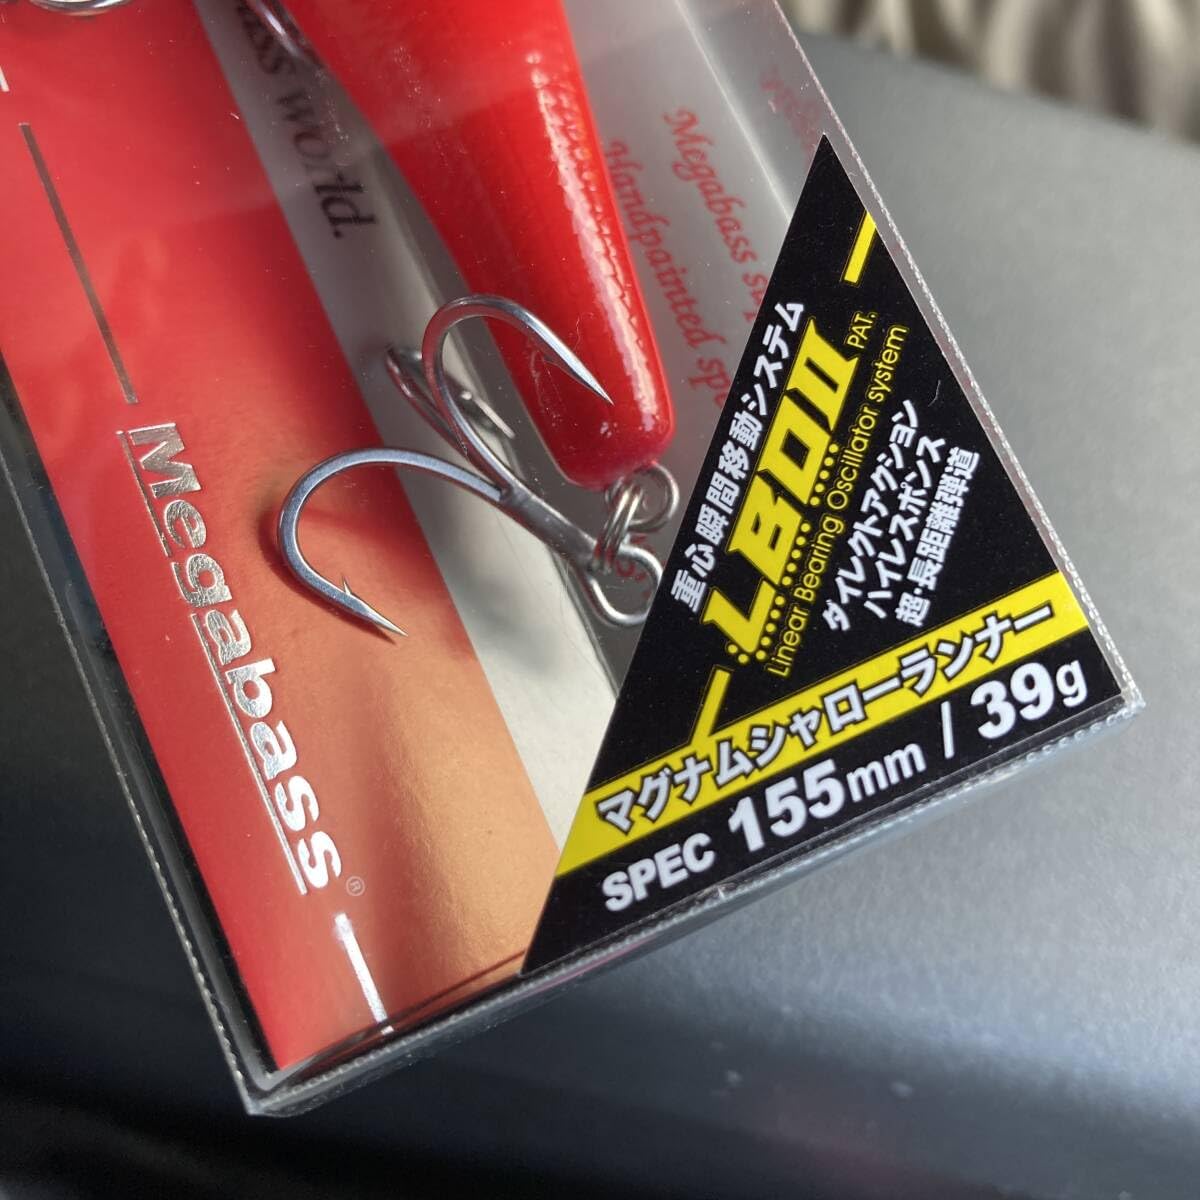 world.
Megabass
Handpainted
Megabass®
重心瞬間移動システム
LBOⅡ PAT.
Linear Bearing Oscillator system
ダイレクトアクション
ハイレスポンス
超・長距離弾道
マグナムシャローランナー
SPEC 155mm / 39g